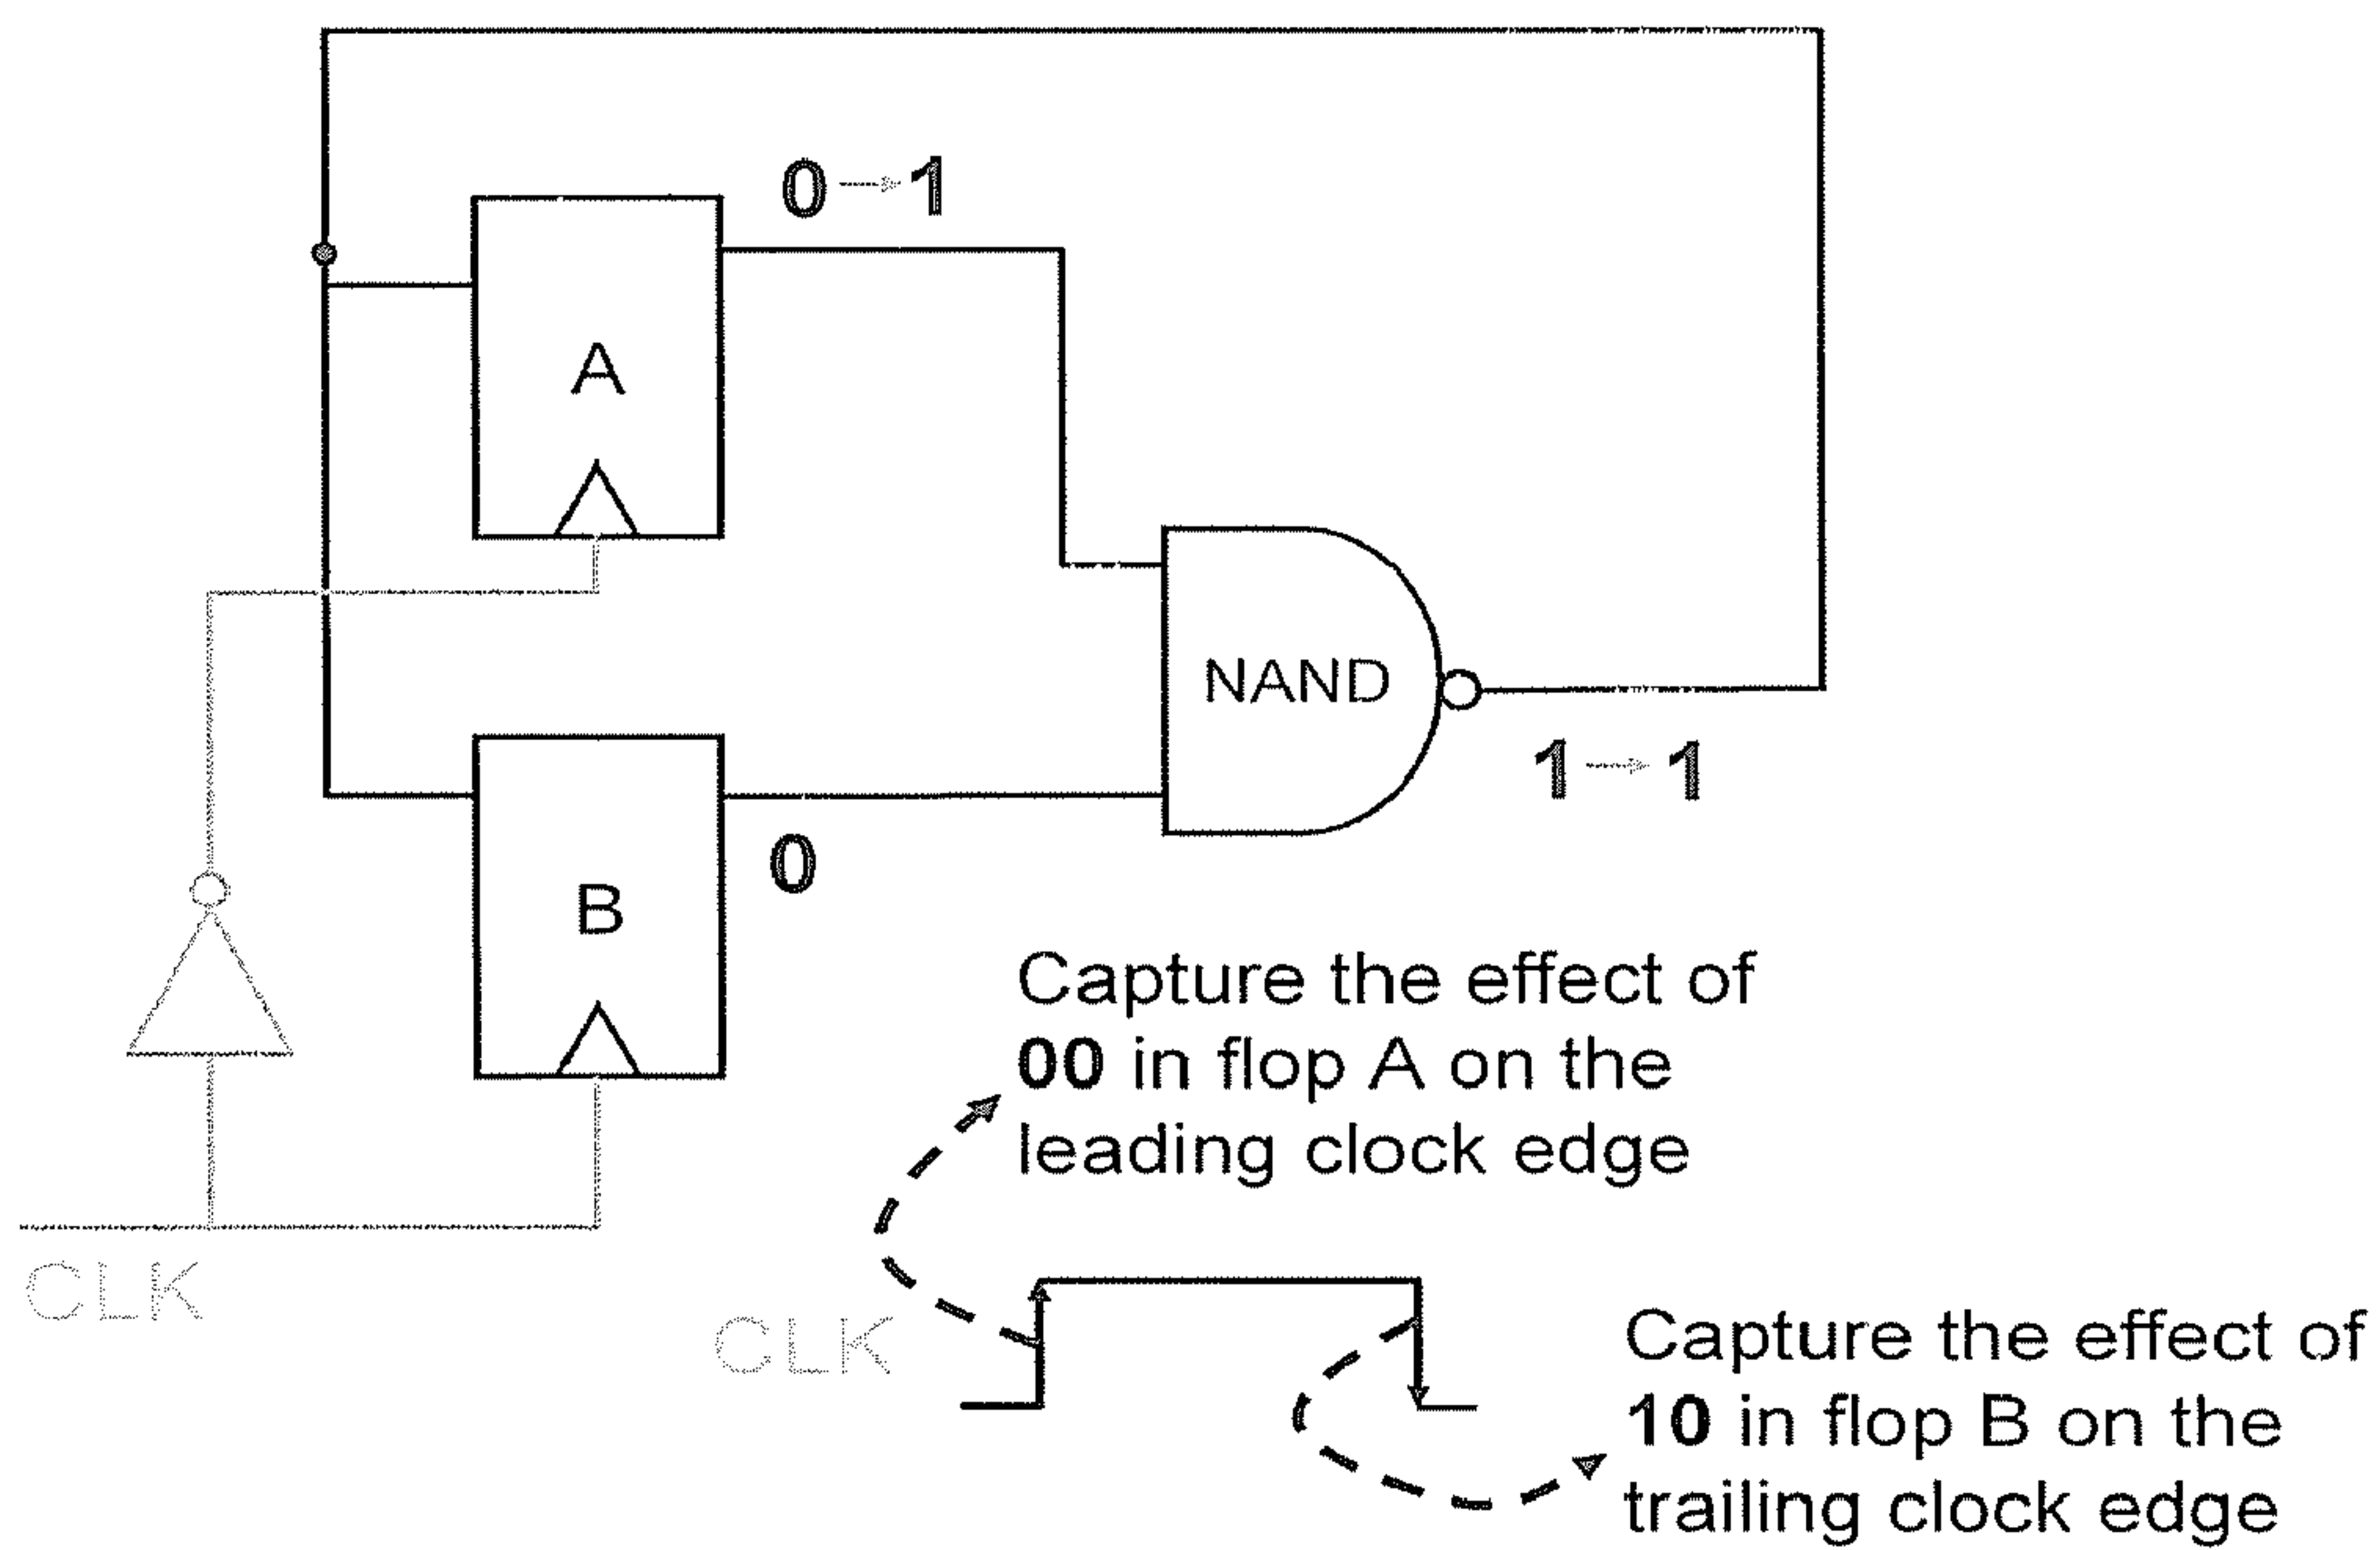 0→1
A
NAND
1→1
0
B
Capture the effect of
00 in flop A on the
leading clock edge
CLK
CLK
Capture the effect of
10 in flop B on the
trailing clock edge